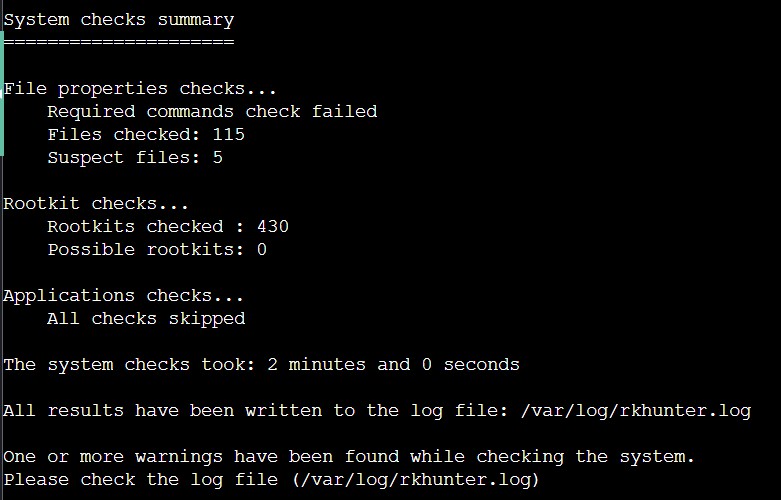 System checks summary
=====================
File properties checks...
Required commands check failed
Files checked: 115
Suspect files: 5
Rootkit checks...
Rootkits checked : 430
Possible rootkits: 0
Applications checks...
All checks skipped
The system checks took: 2 minutes and 0 seconds
All results have been written to the log file: /var/log/rkhunter.log
One or more warnings have been found while checking the system.
Please check the log file (/var/log/rkhunter.log)